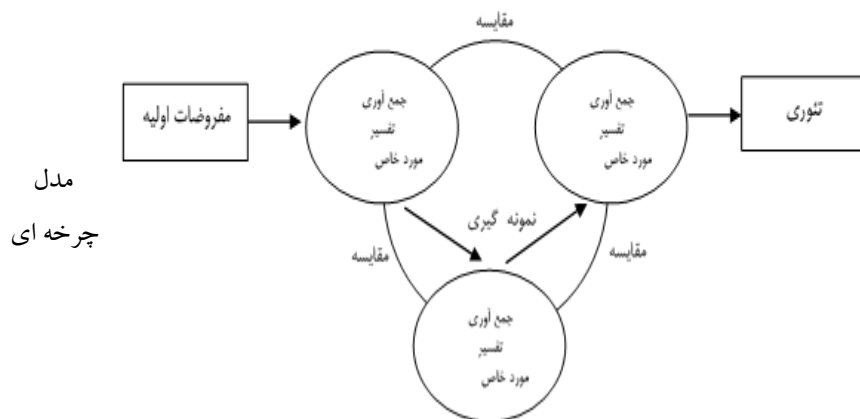 مقایسه
مفروضات اولیه
جمع آوری
تفسیر
مورد خاص
جمع آوری
تفسیر
مورد خاص
تئوری
مدل
چرخه ای
نمونه گیری
مقایسه
مقایسه
جمع آوری
تفسیر
مورد خاص